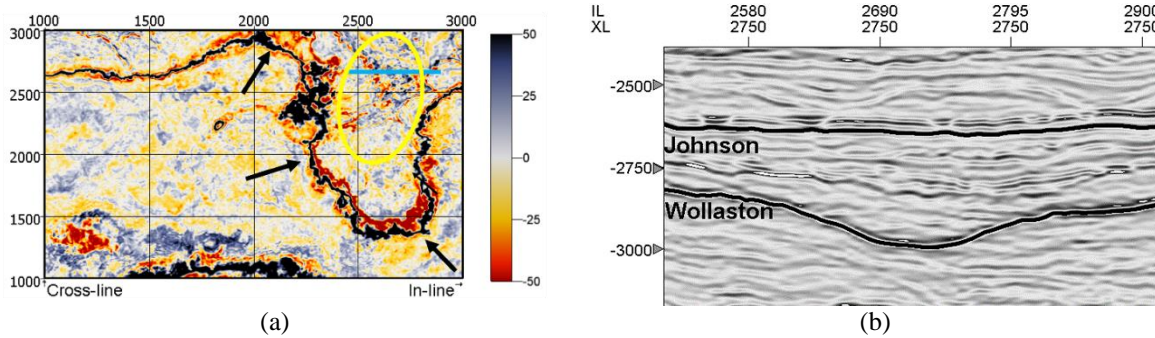 1000 1500 2000 2500 3000
3000
2500
2000
1500
1000
50
25
0
-25
-50
↑Cross-line In-line→
(a)
IL 2580 2690 2795 2900
XL 2750 2750 2750 2750
-2500
Johnson
-2750
Wollaston
-3000
(b)